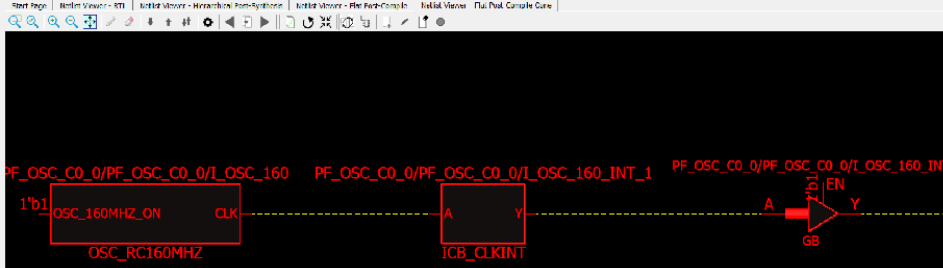 Start Page | Netlist Viewer - RTL | Netlist Viewer - Hierarchical Post-Synthesis | Netlist Viewer - Flat Post-Compile | Netlist Viewer Flat Post Compile Cone
PF_OSC_C0_0/PF_OSC_C0_0/I_OSC_160 PF_OSC_C0_0/PF_OSC_C0_0/I_OSC_160_INT_1 PF_OSC_C0_0/PF_OSC_C0_0/I_OSC_160_INT
1'b1 OSC_160MHZ_ON CLK A Y A 1'b1 EN Y
OSC_RC160MHZ ICB_CLKINT GB